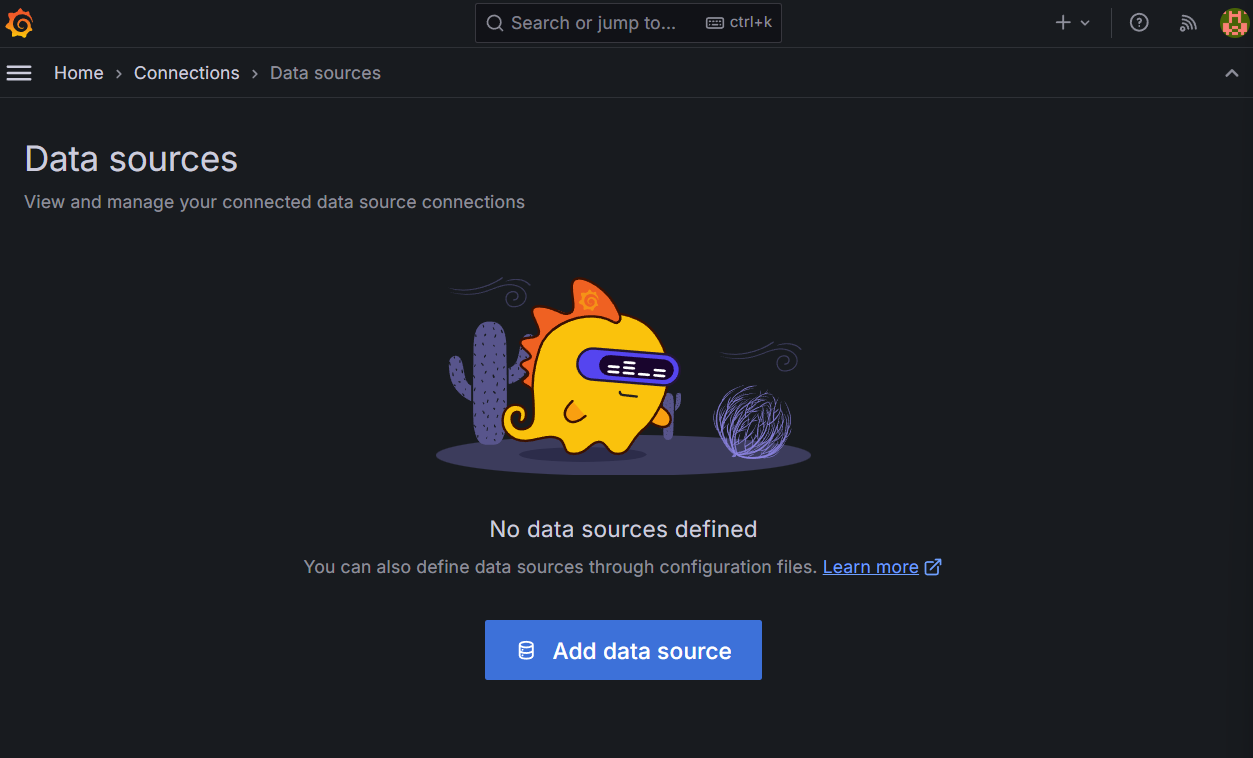 Search or jump to... ctrl+k
Home › Connections › Data sources
Data sources
View and manage your connected data source connections
No data sources defined
You can also define data sources through configuration files. Learn more
Add data source